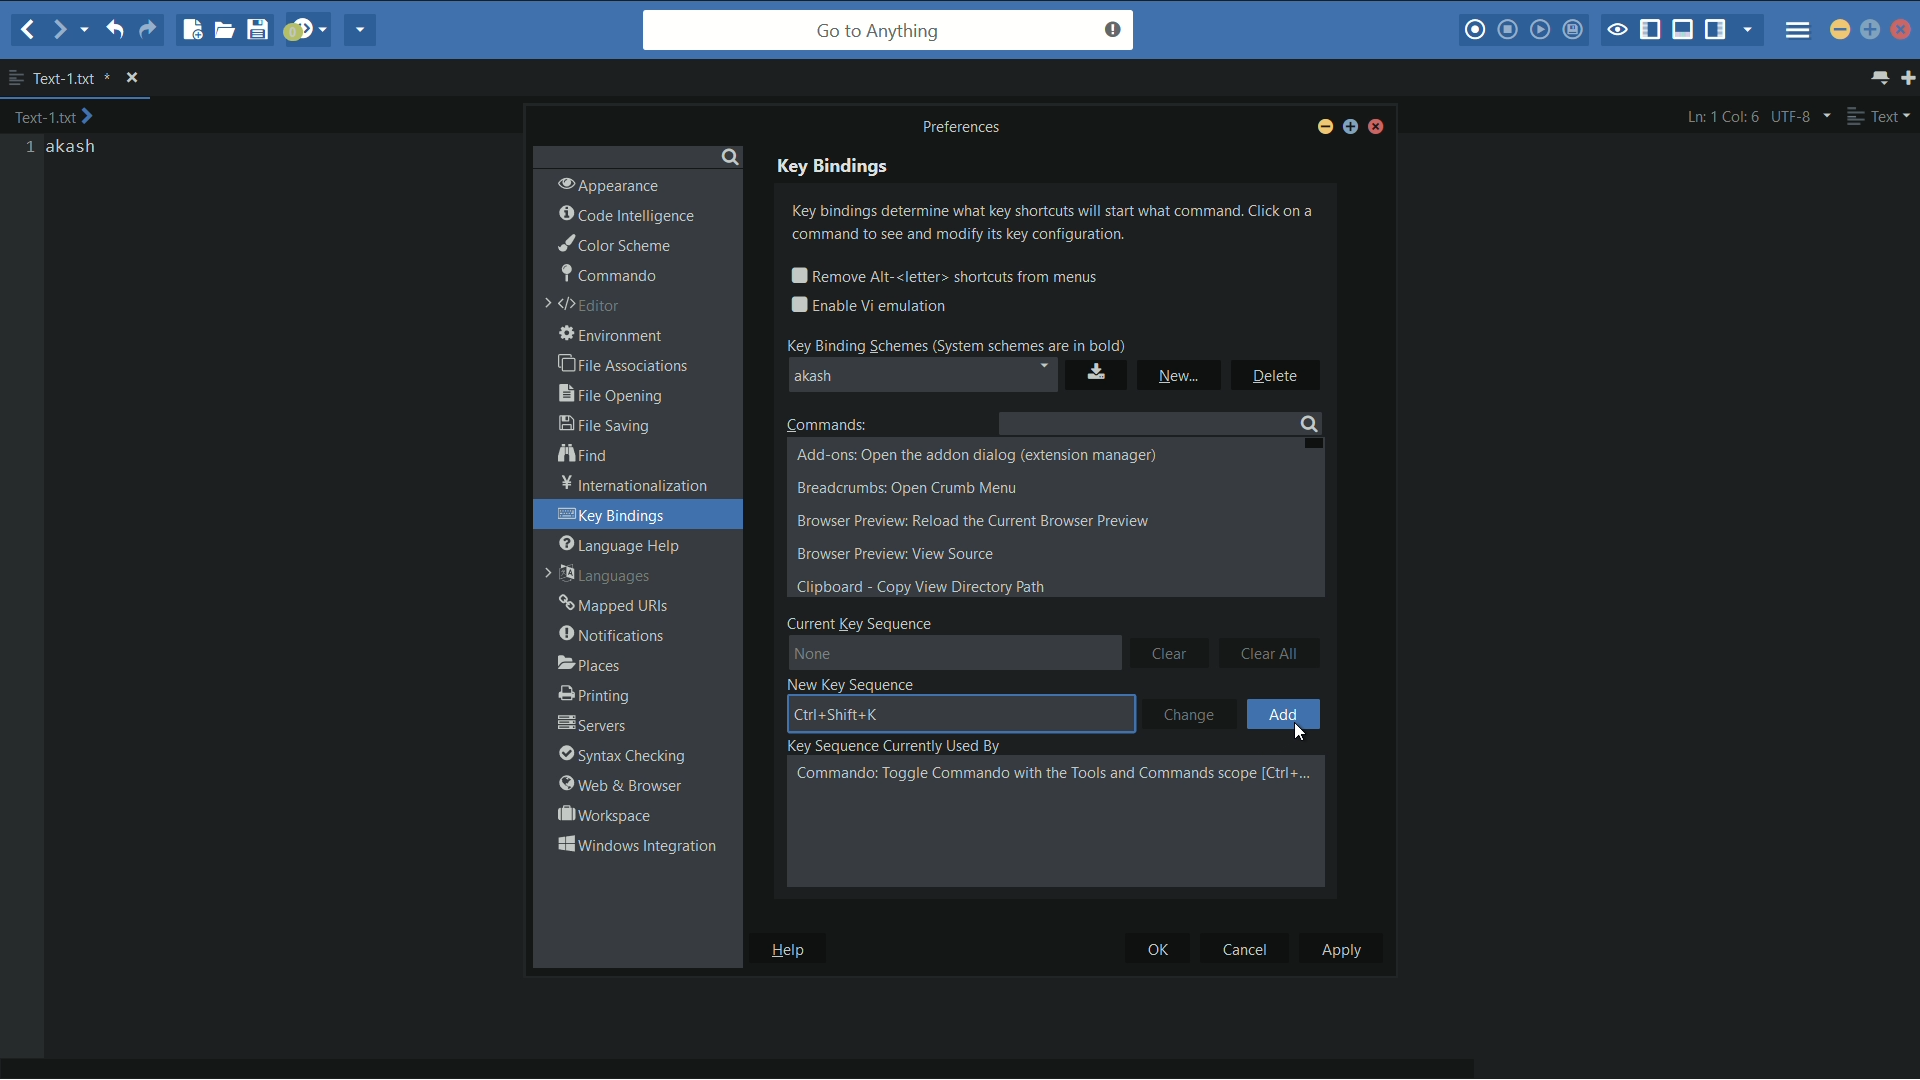 Go to Anything
Text-1.txt *
Text-1.txt
Ln: 1 Col: 6 UTF-8 Text
1 akash
Preferences
Appearance
Code Intelligence
Color Scheme
Commando
Editor
Environment
File Associations
File Opening
File Saving
Find
Internationalization
Key Bindings
Language Help
Languages
Mapped URIs
Notifications
Places
Printing
Servers
Syntax Checking
Web & Browser
Workspace
Windows Integration
Key Bindings
Key bindings determine what key shortcuts will start what command. Click on a
command to see and modify its key configuration.
Remove Alt-<letter> shortcuts from menus
Enable Vi emulation
Key Binding Schemes (System schemes are in bold)
akash New... Delete
Commands:
Add-ons: Open the addon dialog (extension manager)
Breadcrumbs: Open Crumb Menu
Browser Preview: Reload the Current Browser Preview
Browser Preview: View Source
Clipboard - Copy View Directory Path
Current Key Sequence
None Clear Clear All
New Key Sequence
Ctrl+Shift+K Change Add
Key Sequence Currently Used By
Commando: Toggle Commando with the Tools and Commands scope [Ctrl+...
Help OK Cancel Apply